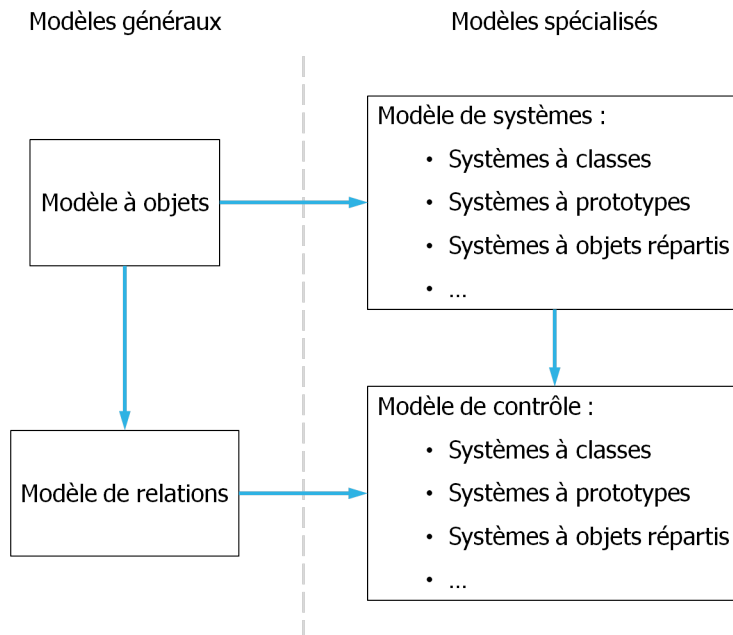 Modèles généraux
Modèles spécialisés
Modèle à objets
Modèle de systèmes :
• Systèmes à classes
• Systèmes à prototypes
• Systèmes à objets répartis
• ...
Modèle de relations
Modèle de contrôle :
• Systèmes à classes
• Systèmes à prototypes
• Systèmes à objets répartis
• ...